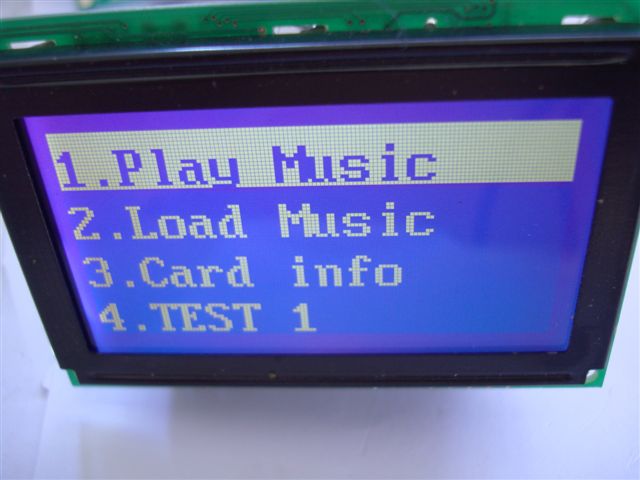 1.Play Music
2.Load Music
3.Card info
4.TEST 1